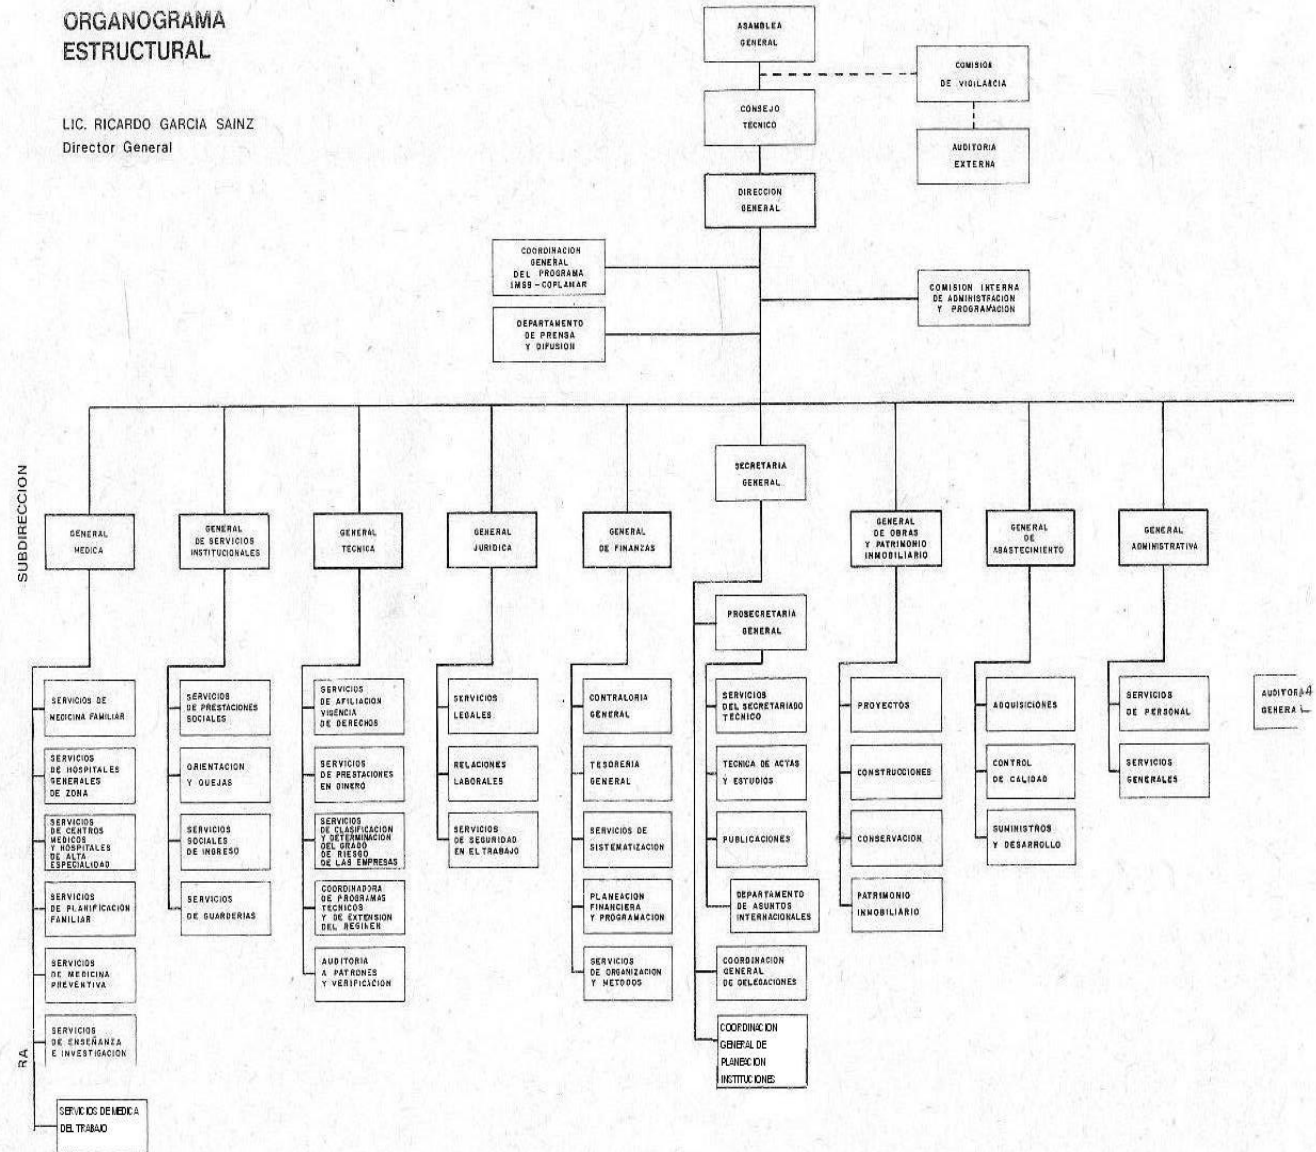 ORGANOGRAMA
ESTRUCTURAL
LIC. RICARDO GARCIA SAINZ
Director General
ASAMBLEA
GENERAL
COMISION
DE VIGILANCIA
CONSEJO
TECNICO
AUDITORIA
EXTERNA
DIRECCION
GENERAL
COORDINACION
GENERAL
DEL PROGRAMA
IMSS-COPLAMAR
COMISION INTERNA
DE ADMINISTRACION
Y PROGRAMACION
DEPARTAMENTO
DE PRENSA
Y DIFUSION
SUBDIRECCION
SECRETARIA
GENERAL
GENERAL
MEDICA
GENERAL
DE SERVICIOS
INSTITUCIONALES
GENERAL
TECNICA
GENERAL
JURIDICA
GENERAL
DE FINANZAS
GENERAL
DE OBRAS
Y PATRIMONIO
INMOBILIARIO
GENERAL
DE
ABASTECIMIENTO
GENERAL
ADMINISTRATIVA
PROSECRETARIA
GENERAL
SERVICIOS DE
MEDICINA FAMILIAR
SERVICIOS
DE HOSPITALES
GENERALES
DE ZONA
SERVICIOS
DE CENTROS
MEDICOS
Y HOSPITALES
DE ALTA
ESPECIALIDAD
SERVICIOS
DE PLANIFICACION
FAMILIAR
SERVICIOS
DE MEDICINA
PREVENTIVA
SERVICIOS
DE ENSEÑANZA
E INVESTIGACION
RA
SERVICIOS DE MEDICA
DEL TRABAJO
SERVICIOS
DE PRESTACIONES
SOCIALES
ORIENTACION
Y QUEJAS
SERVICIOS
SOCIALES
DE INGRESO
SERVICIOS
DE GUARDERIAS
SERVICIOS
DE AFILIACION
VIGENCIA
DE DERECHOS
SERVICIOS
DE PRESTACIONES
EN DINERO
SERVICIOS
DE CLASIFICACION
Y DETERMINACION
DEL GRADO
DE RIESGO
DE LAS EMPRESAS
COORDINADORA
DE PROGRAMAS
TECNICOS
Y DE EXTENSION
DEL REGIMEN
AUDITORIA
A PATRONES
Y VERIFICACION
SERVICIOS
LEGALES
RELACIONES
LABORALES
SERVICIOS
DE SEGURIDAD
EN EL TRABAJO
CONTRALORIA
GENERAL
TESORERIA
GENERAL
SERVICIOS DE
SISTEMATIZACION
PLANEACION
FINANCIERA
Y PROGRAMACION
SERVICIOS
DE ORGANIZACION
Y METODOS
SERVICIOS
DEL SECRETARIADO
TECNICO
TECNICA DE ACTAS
Y ESTUDIOS
PUBLICACIONES
DEPARTAMENTO
DE ASUNTOS
INTERNACIONALES
COORDINACION
GENERAL
DE DELEGACIONES
COORDINACION
GENERAL DE
PLANEACION
INSTITUCIONES
PROYECTOS
CONSTRUCCIONES
CONSERVACION
PATRIMONIO
INMOBILIARIO
ADQUISICIONES
CONTROL
DE CALIDAD
SUMINISTROS
Y DESARROLLO
SERVICIOS
DE PERSONAL
SERVICIOS
GENERALES
AUDITORIA
GENERAL